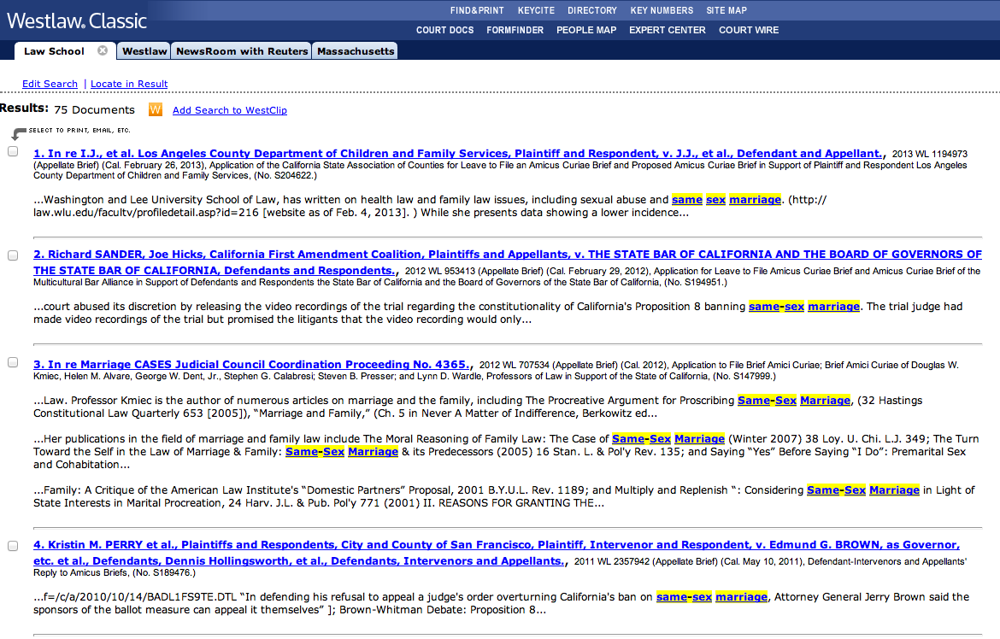 Westlaw. Classic
FIND&PRINT KEYCITE DIRECTORY KEY NUMBERS SITE MAP
COURT DOCS FORMFINDER PEOPLE MAP EXPERT CENTER COURT WIRE
Law School Westlaw NewsRoom with Reuters Massachusetts
Edit Search | Locate in Result
Results: 75 Documents W Add Search to WestClip
SELECT TO PRINT, EMAIL, ETC.
1. In re I.J., et al. Los Angeles County Department of Children and Family Services, Plaintiff and Respondent, v. J.J., et al., Defendant and Appellant., 2013 WL 1194973
(Appellate Brief) (Cal. February 26, 2013), Application of the California State Association of Counties for Leave to File an Amicus Curiae Brief and Proposed Amicus Curiae Brief in Support of Plaintiff and Respondent Los Angeles
County Department of Children and Family Services, (No. S204622.)
...Washington and Lee University School of Law, has written on health law and family law issues, including sexual abuse and same sex marriage. (http://
law.wlu.edu/facultv/profiledetail.asp?id=216 [website as of Feb. 4, 2013]. ) While she presents data showing a lower incidence...
2. Richard SANDER, Joe Hicks, California First Amendment Coalition, Plaintiffs and Appellants, v. THE STATE BAR OF CALIFORNIA AND THE BOARD OF GOVERNORS OF
THE STATE BAR OF CALIFORNIA, Defendants and Respondents., 2012 WL 953413 (Appellate Brief) (Cal. February 29, 2012), Application for Leave to File Amicus Curiae Brief and Amicus Curiae Brief of the
Multicultural Bar Alliance in Support of Defendants and Respondents the State Bar of California and the Board of Governors of the State Bar of California, (No. S194951.)
...court abused its discretion by releasing the video recordings of the trial regarding the constitutionality of California's Proposition 8 banning same-sex marriage. The trial judge had
made video recordings of the trial but promised the litigants that the video recording would only...
3. In re Marriage CASES Judicial Council Coordination Proceeding No. 4365., 2012 WL 707534 (Appellate Brief) (Cal. 2012), Application to File Brief Amici Curiae; Brief Amici Curiae of Douglas W.
Kmiec, Helen M. Alvare, George W. Dent, Jr., Stephen G. Calabresi; Steven B. Presser; and Lynn D. Wardle, Professors of Law in Support of the State of California, (No. S147999.)
...Law. Professor Kmiec is the author of numerous articles on marriage and the family, including The Procreative Argument for Proscribing Same-Sex Marriage, (32 Hastings
Constitutional Law Quarterly 653 [2005]), “Marriage and Family,” (Ch. 5 in Never A Matter of Indifference, Berkowitz ed...
...Her publications in the field of marriage and family law include The Moral Reasoning of Family Law: The Case of Same-Sex Marriage (Winter 2007) 38 Loy. U. Chi. L.J. 349; The Turn
Toward the Self in the Law of Marriage & Family: Same-Sex Marriage & its Predecessors (2005) 16 Stan. L. & Pol'y Rev. 135; and Saying “Yes” Before Saying “I Do”: Premarital Sex
and Cohabitation...
...Family: A Critique of the American Law Institute's “Domestic Partners” Proposal, 2001 B.Y.U.L. Rev. 1189; and Multiply and Replenish “: Considering Same-Sex Marriage in Light of
State Interests in Marital Procreation, 24 Harv. J.L. & Pub. Pol'y 771 (2001) II. REASONS FOR GRANTING THE...
4. Kristin M. PERRY et al., Plaintiffs and Respondents, City and County of San Francisco, Plaintiff, Intervenor and Respondent, v. Edmund G. BROWN, as Governor,
etc. et al., Defendants, Dennis Hollingsworth, et al., Defendants, Intervenors and Appellants., 2011 WL 2357942 (Appellate Brief) (Cal. May 10, 2011), Defendant-Intervenors and Appellants'
Reply to Amicus Briefs, (No. S189476.)
...f=/c/a/2010/10/14/BADL1FS9TE.DTL “In defending his refusal to appeal a judge's order overturning California's ban on same-sex marriage, Attorney General Jerry Brown said the
sponsors of the ballot measure can appeal it themselves” ]; Brown-Whitman Debate: Proposition 8...